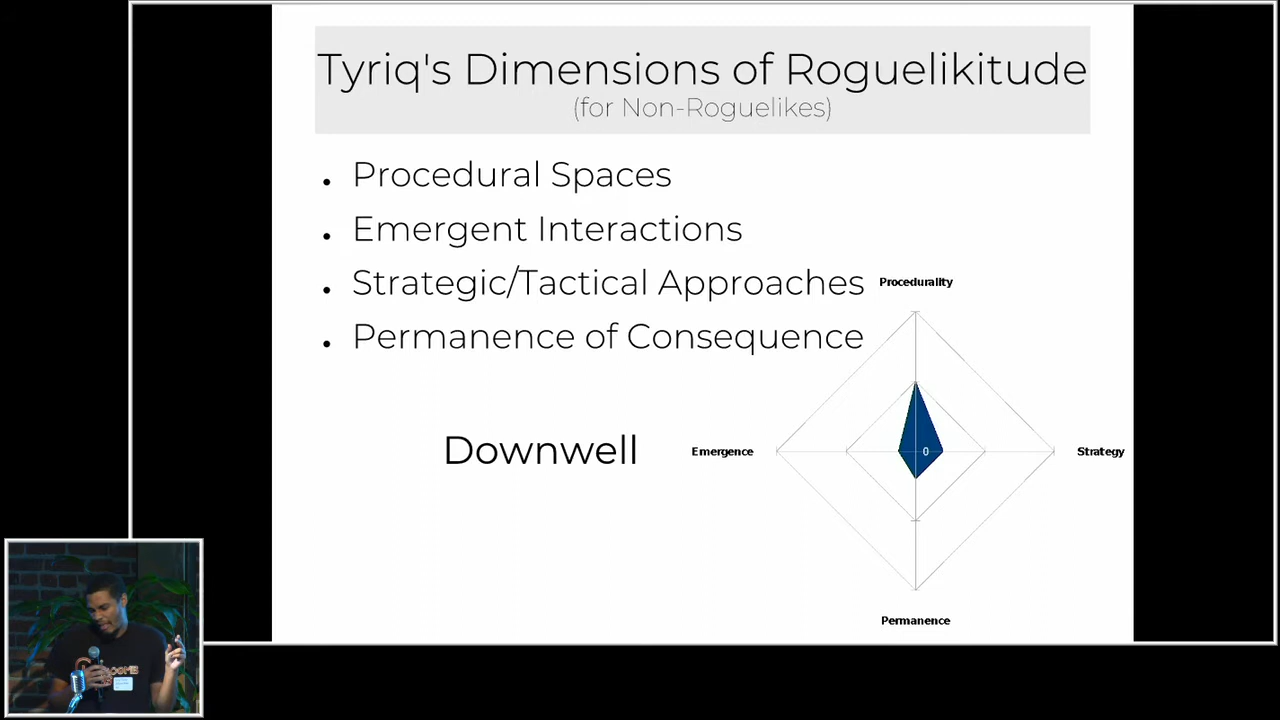 Tyriq's Dimensions of Roguelikitude
(for Non-Roguelikes)
Procedural Spaces
Emergent Interactions
Strategic/Tactical Approaches
Permanence of Consequence
Procedurality
Downwell
Emergence
0
Strategy
Permanence